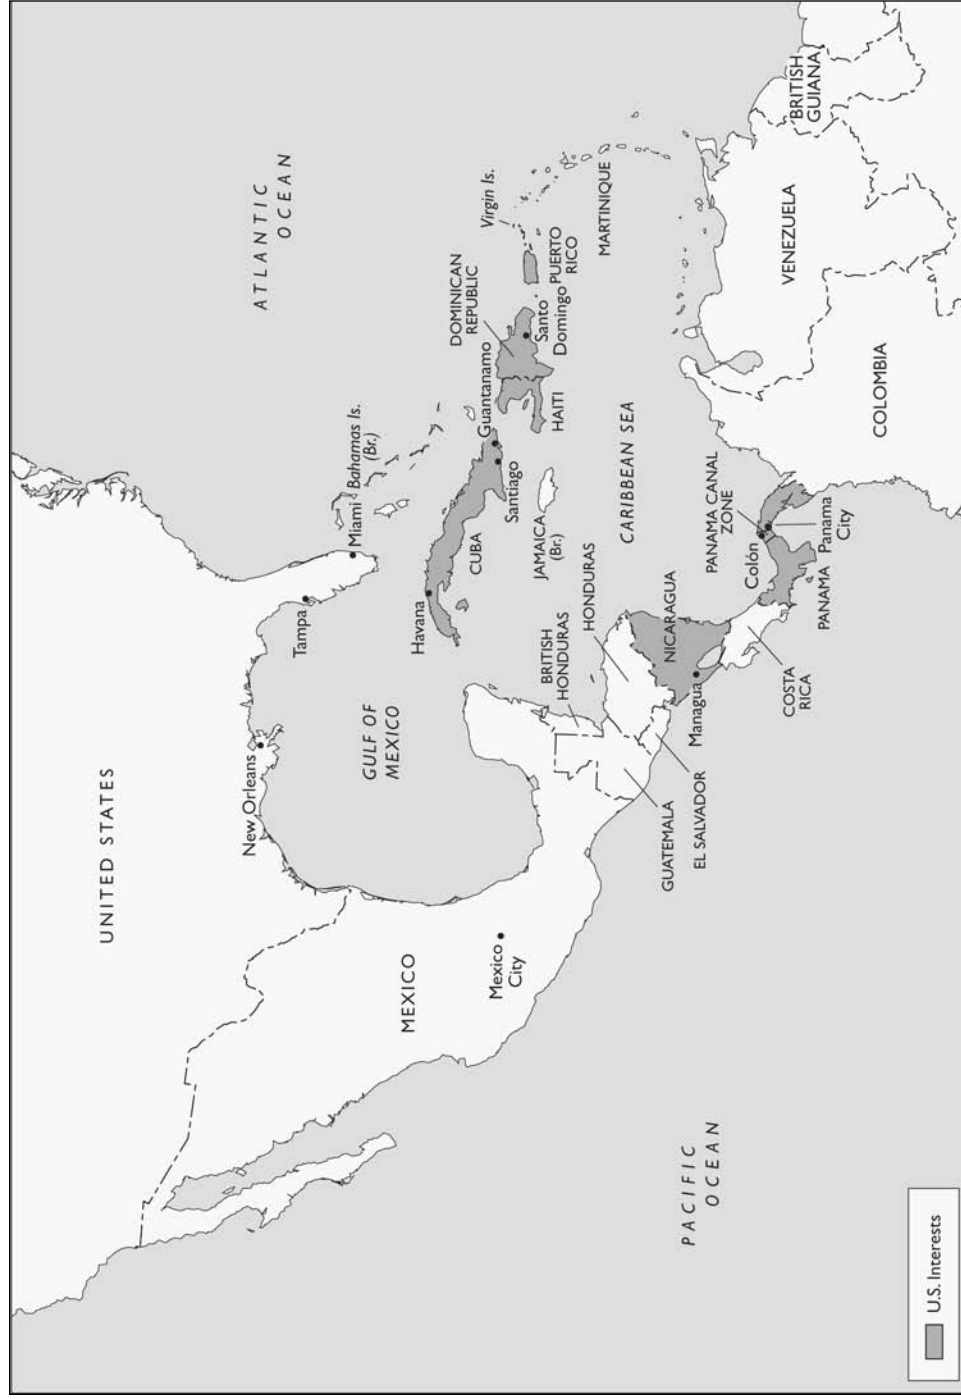 UNITED STATES
ATLANTIC
OCEAN
New Orleans
Tampa
Miami
Bahamas Is.
(Br.)
GULF OF
MEXICO
MEXICO
Mexico
City
Havana
CUBA
Santiago
Guantanamo
DOMINICAN
REPUBLIC
Virgin Is.
HAITI
Santo
Domingo
PUERTO
RICO
JAMAICA
(Br.)
MARTINIQUE
BRITISH
HONDURAS
HONDURAS
CARIBBEAN SEA
GUATEMALA
EL SALVADOR
NICARAGUA
Managua
COSTA
RICA
PANAMA CANAL
ZONE
Colón
Panama
City
PANAMA
COLOMBIA
VENEZUELA
BRITISH
GUIANA
PACIFIC
OCEAN
U.S. Interests